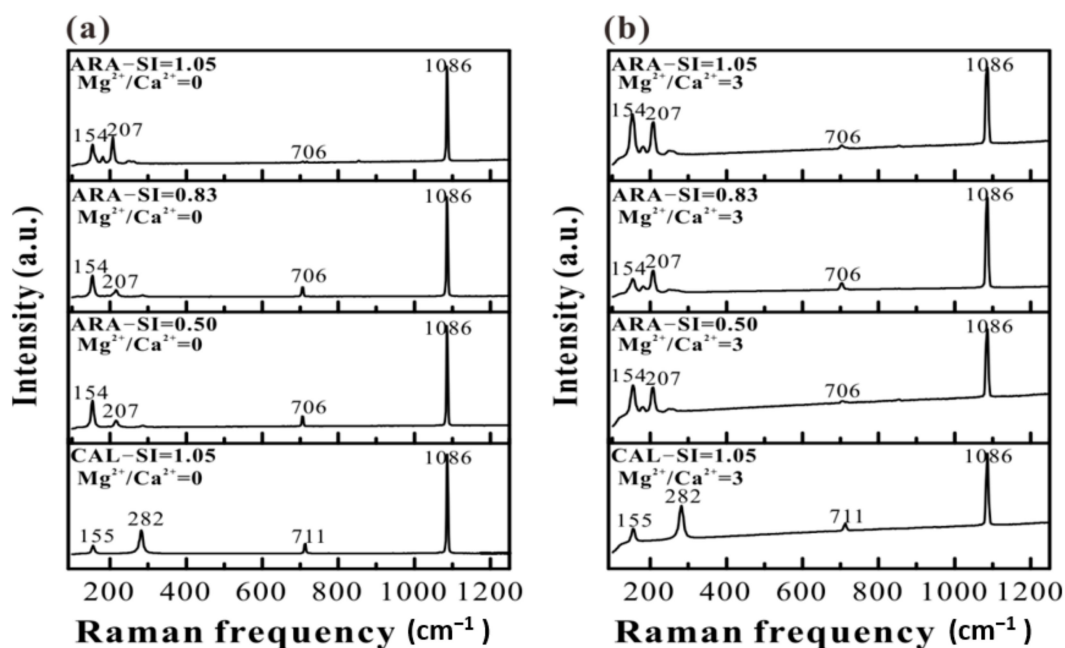 (a)
Intensity (a.u.)
ARA−SI=1.05
Mg²⁺/Ca²⁺=0
154
207
706
1086
ARA−SI=0.83
Mg²⁺/Ca²⁺=0
154
207
706
1086
ARA−SI=0.50
Mg²⁺/Ca²⁺=0
154
207
706
1086
CAL−SI=1.05
Mg²⁺/Ca²⁺=0
155
282
711
1086
200 400 600 800 1000 1200
Raman frequency (cm⁻¹ )
(b)
Intensity (a.u.)
ARA−SI=1.05
Mg²⁺/Ca²⁺=3
154
207
706
1086
ARA−SI=0.83
Mg²⁺/Ca²⁺=3
154
207
706
1086
ARA−SI=0.50
Mg²⁺/Ca²⁺=3
154
207
706
1086
CAL−SI=1.05
Mg²⁺/Ca²⁺=3
155
282
711
1086
200 400 600 800 1000 1200
Raman frequency (cm⁻¹ )